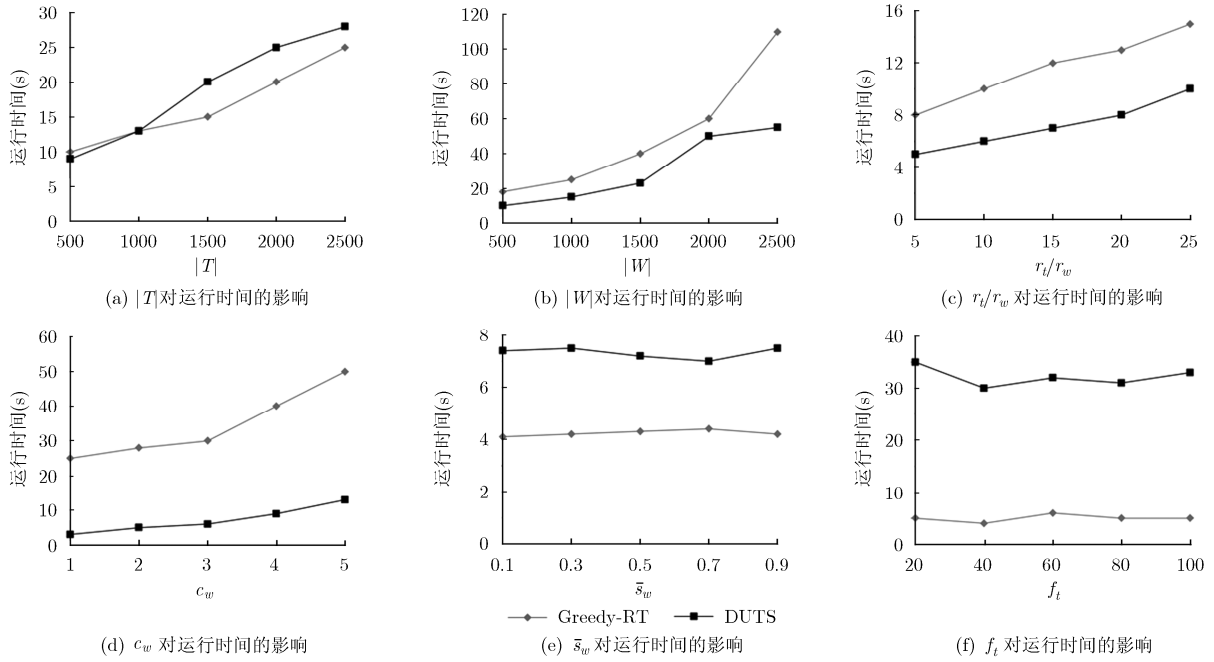 30
25
20
15
10
5
0
运行时间(s)
500 1000 1500 2000 2500
|T|
(a) |T|对运行时间的影响
120
100
80
60
40
20
0
运行时间(s)
500 1000 1500 2000 2500
|W|
(b) |W|对运行时间的影响
16
12
8
4
0
运行时间(s)
5 10 15 20 25
r_t/r_w
(c) r_t/r_w 对运行时间的影响
60
50
40
30
20
10
0
运行时间(s)
1 2 3 4 5
c_w
(d) c_w 对运行时间的影响
8
6
4
2
0
运行时间(s)
0.1 0.3 0.5 0.7 0.9
s̄_w
Greedy-RT DUTS
(e) s̄_w 对运行时间的影响
40
30
20
10
0
运行时间(s)
20 40 60 80 100
f_t
(f) f_t 对运行时间的影响